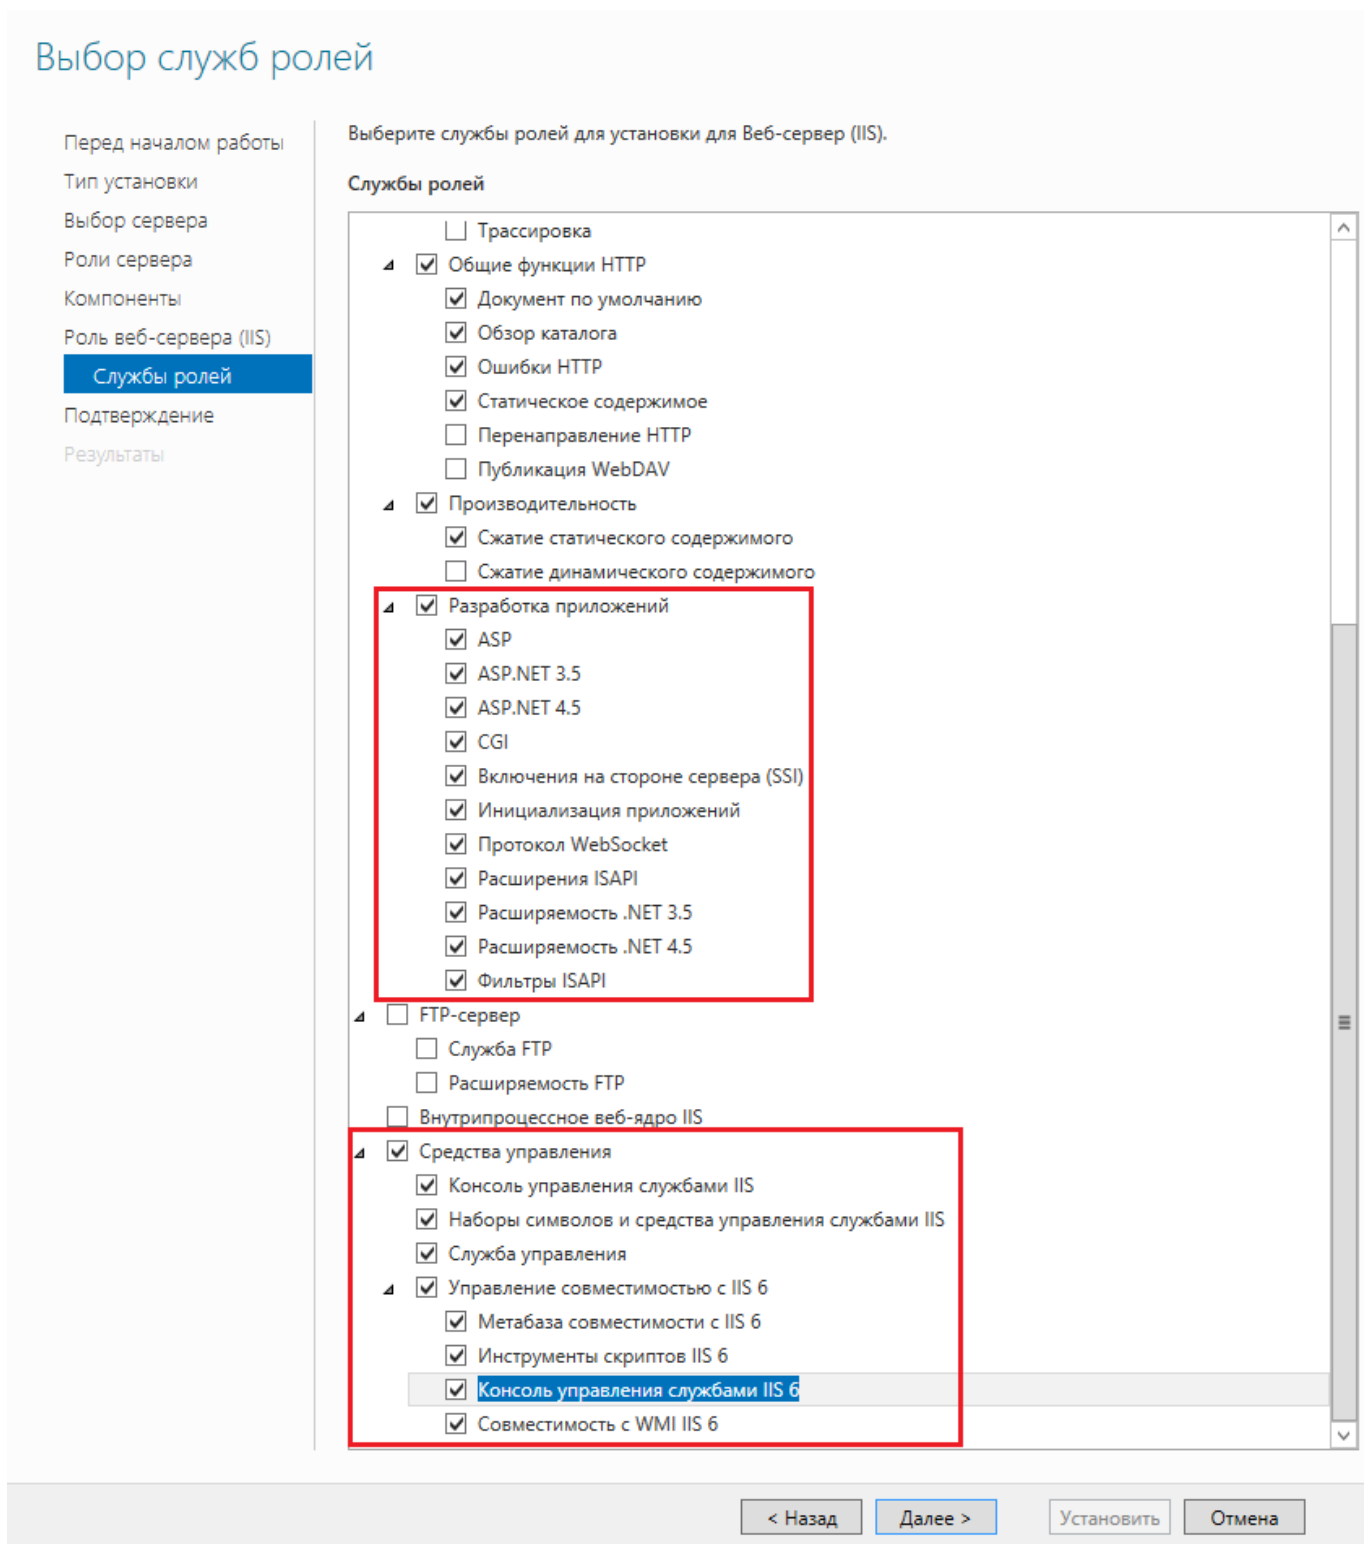 Выбор служб ролей
Перед началом работы
Тип установки
Выбор сервера
Роли сервера
Компоненты
Роль веб-сервера (IIS)
Службы ролей
Подтверждение
Результаты
Выберите службы ролей для установки для Веб-сервер (IIS).
Службы ролей
Трассировка
Общие функции HTTP
Документ по умолчанию
Обзор каталога
Ошибки HTTP
Статическое содержимое
Перенаправление HTTP
Публикация WebDAV
Производительность
Сжатие статического содержимого
Сжатие динамического содержимого
Разработка приложений
ASP
ASP.NET 3.5
ASP.NET 4.5
CGI
Включения на стороне сервера (SSI)
Инициализация приложений
Протокол WebSocket
Расширения ISAPI
Расширяемость .NET 3.5
Расширяемость .NET 4.5
Фильтры ISAPI
FTP-сервер
Служба FTP
Расширяемость FTP
Внутрипроцессное веб-ядро IIS
Средства управления
Консоль управления службами IIS
Наборы символов и средства управления службами IIS
Служба управления
Управление совместимостью с IIS 6
Метабаза совместимости с IIS 6
Инструменты скриптов IIS 6
Консоль управления службами IIS 6
Совместимость с WMI IIS 6
< Назад
Далее >
Установить
Отмена